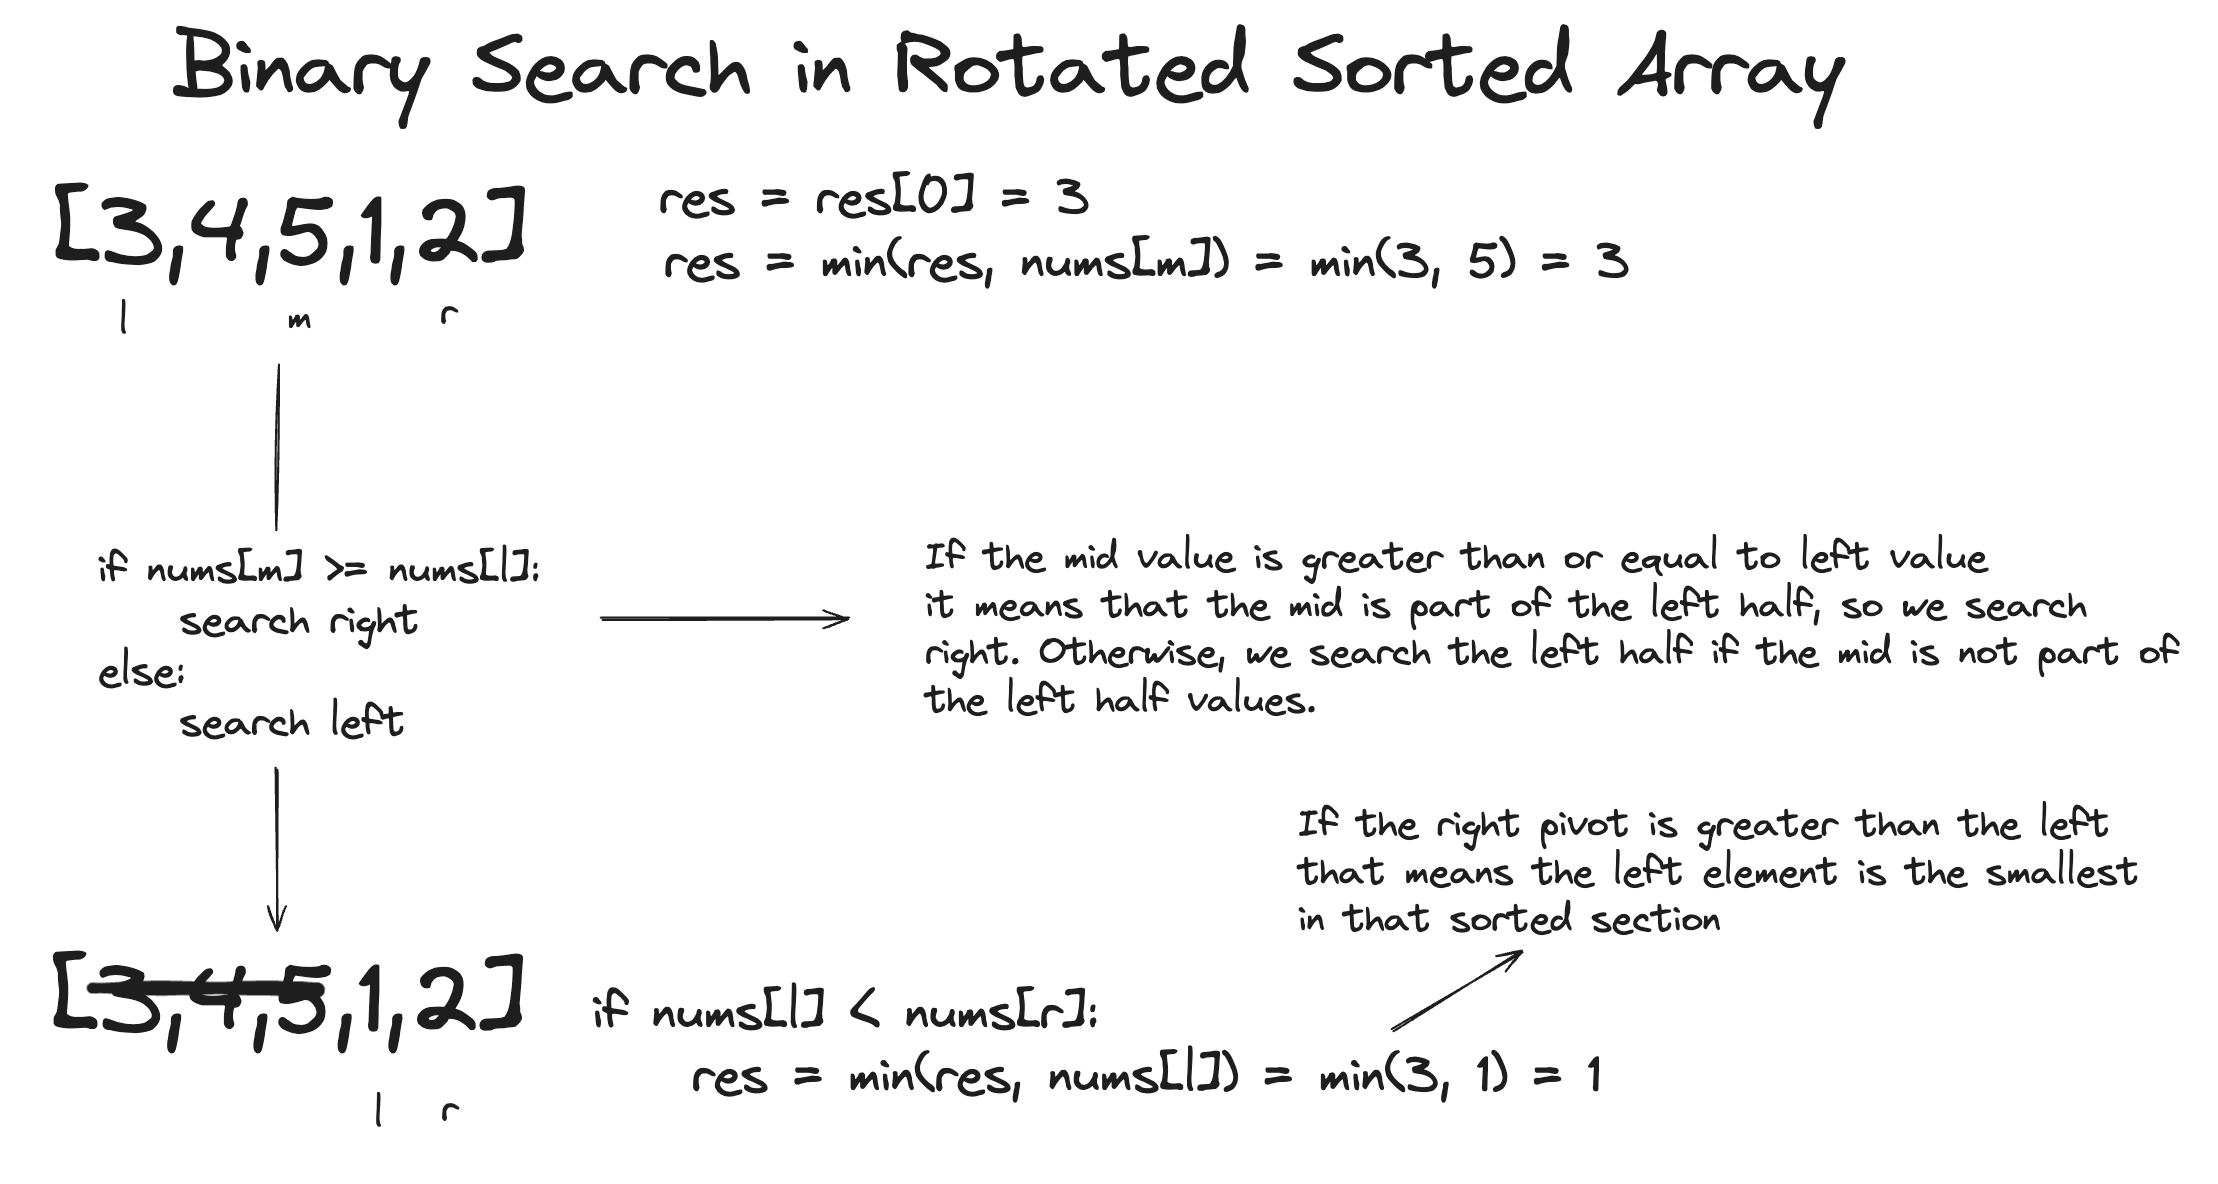 Binary Search in Rotated Sorted Array
[3,4,5,1,2]
l m r
res = res[0] = 3
res = min(res, nums[m]) = min(3, 5) = 3
if nums[m] >= nums[l]:
search right
else:
search left
If the mid value is greater than or equal to left value
it means that the mid is part of the left half, so we search
right. Otherwise, we search the left half if the mid is not part of
the left half values.
If the right pivot is greater than the left
that means the left element is the smallest
in that sorted section
[3,4,5,1,2]
l r
if nums[l] < nums[r]:
res = min(res, nums[l]) = min(3, 1) = 1